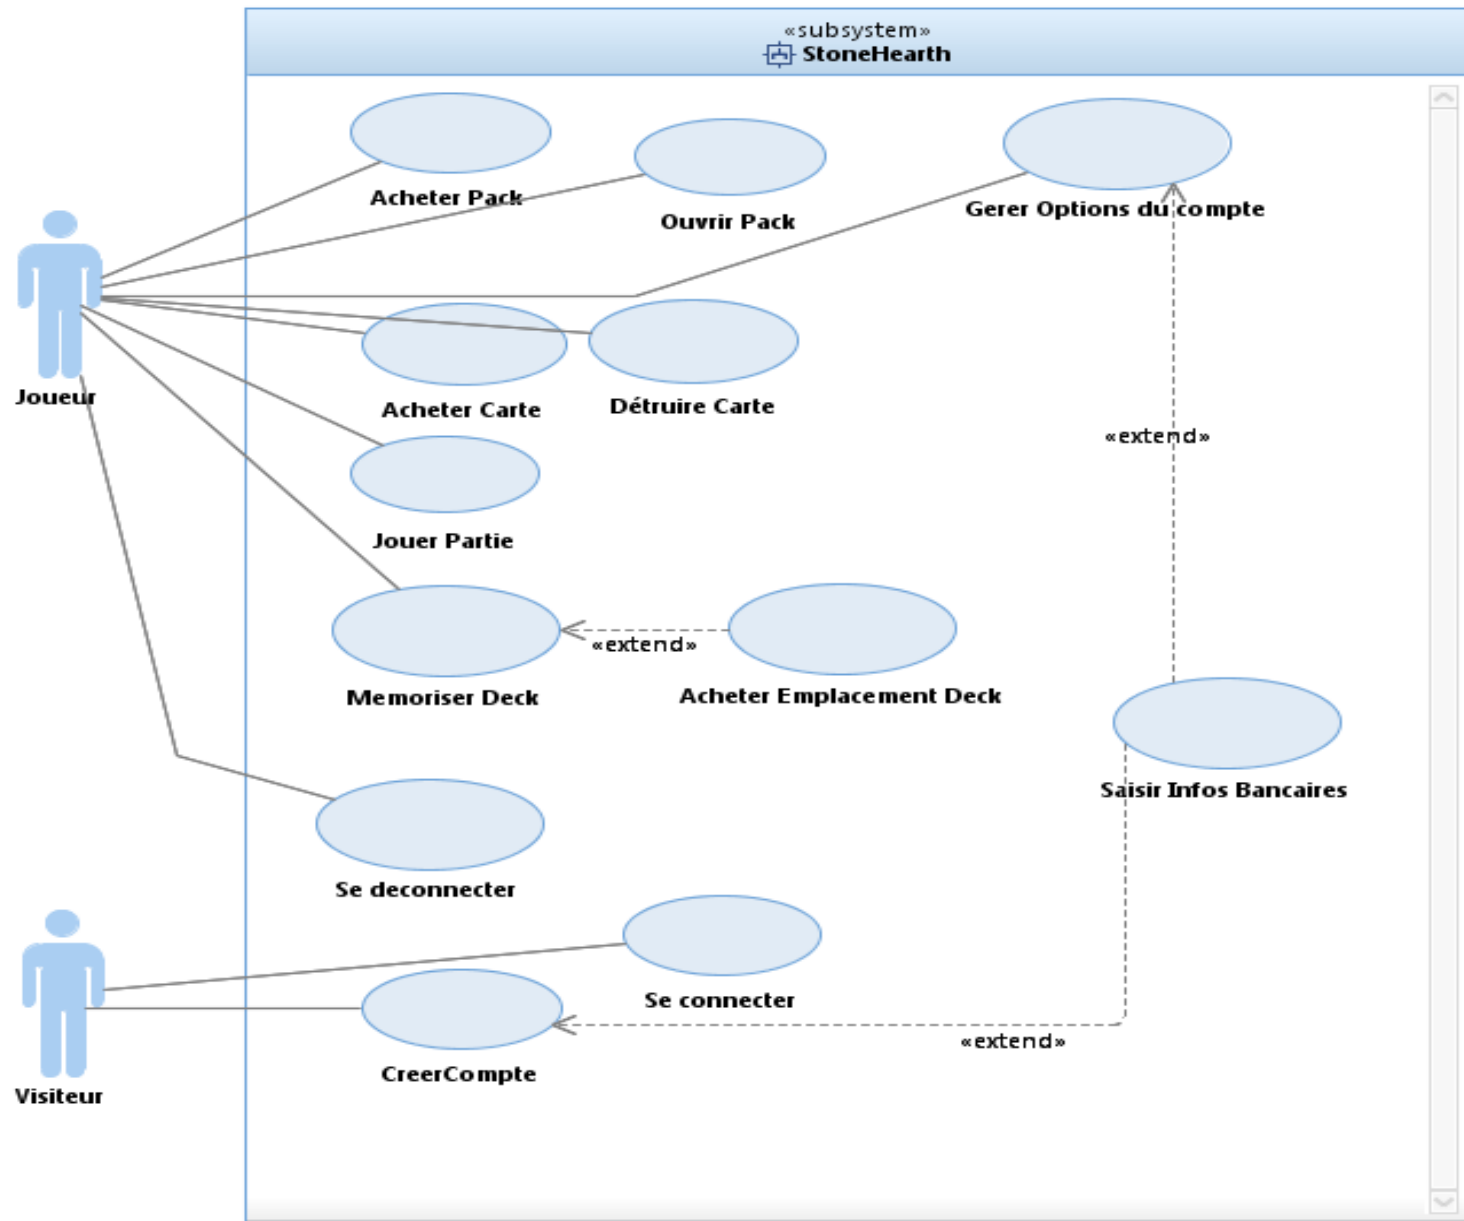 «subsystem»
StoneHearth
Acheter Pack
Ouvrir Pack
Gerer Options du compte
Joueur
Acheter Carte
Détruire Carte
«extend»
Jouer Partie
«extend»
Memoriser Deck
Acheter Emplacement Deck
Saisir Infos Bancaires
Se deconnecter
Se connecter
«extend»
CreerCompte
Visiteur